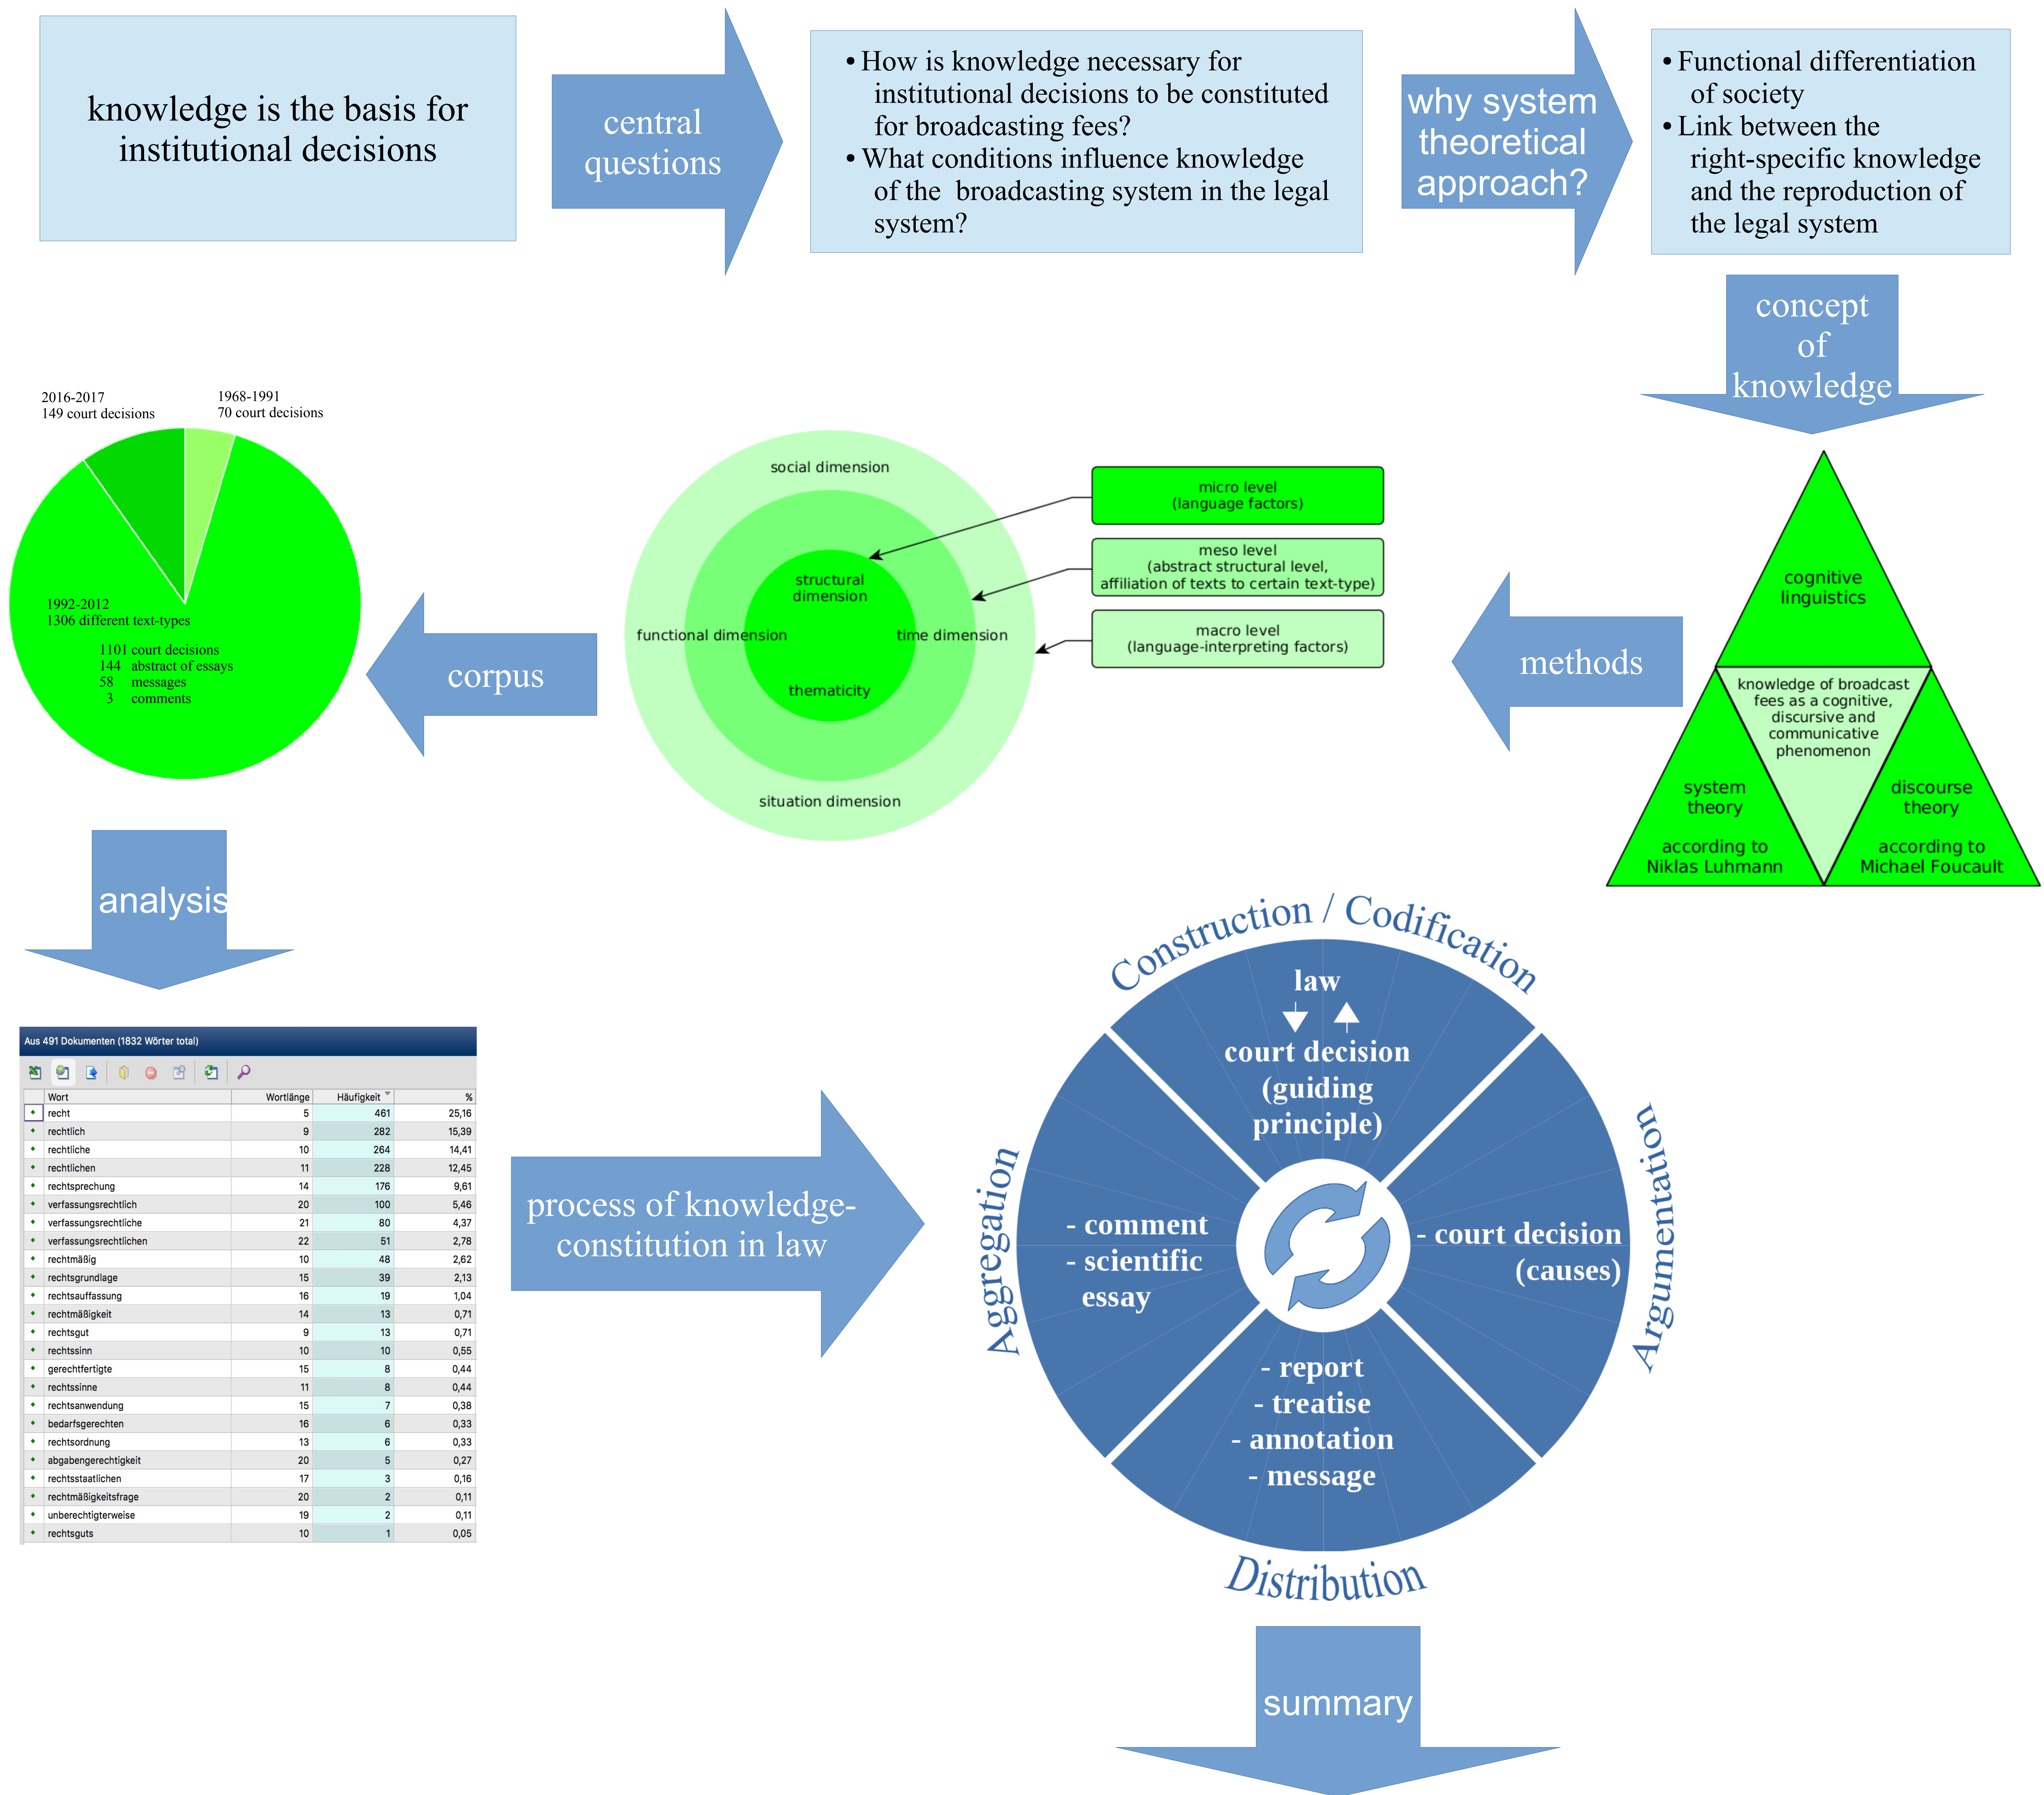 knowledge is the basis for
institutional decisions
central
questions
• How is knowledge necessary for
institutional decisions to be constituted
for broadcasting fees?
• What conditions influence knowledge
of the broadcasting system in the legal
system?
why system
theoretical
approach?
• Functional differentiation
of society
• Link between the
right-specific knowledge
and the reproduction of
the legal system
concept
of
knowledge
cognitive
linguistics
knowledge of broadcast
fees as a cognitive,
discursive and
communicative
phenomenon
system
theory
according to
Niklas Luhmann
discourse
theory
according to
Michael Foucault
methods
social dimension
structural
dimension
functional dimension
time dimension
thematicity
situation dimension
micro level
(language factors)
meso level
(abstract structural level,
affiliation of texts to certain text-type)
macro level
(language-interpreting factors)
corpus
2016-2017
149 court decisions
1968-1991
70 court decisions
1992-2012
1306 different text-types
1101 court decisions
144 abstract of essays
58 messages
3 comments
analysis
Aus 491 Dokumenten (1832 Wörter total)
Wort Wortlänge Häufigkeit %
recht 5 461 25,16
rechtlich 9 282 15,39
rechtliche 10 264 14,41
rechtlichen 11 228 12,45
rechtsprechung 14 176 9,61
verfassungsrechtlich 20 100 5,46
verfassungsrechtliche 21 80 4,37
verfassungsrechtlichen 22 51 2,78
rechtmäßig 10 48 2,62
rechtsgrundlage 15 39 2,13
rechtsauffassung 16 19 1,04
rechtmäßigkeit 14 13 0,71
rechtsgut 9 13 0,71
rechtssinn 10 10 0,55
gerechtfertigte 15 8 0,44
rechtssinne 11 8 0,44
rechtsanwendung 15 7 0,38
bedarfsgerechten 16 6 0,33
rechtsordnung 13 6 0,33
abgabengerechtigkeit 20 5 0,27
rechtsstaatlichen 17 3 0,16
rechtmäßigkeitsfrage 20 2 0,11
unberechtigterweise 19 2 0,11
rechtsguts 10 1 0,05
process of knowledge-
constitution in law
Construction / Codification
law
court decision
(guiding
principle)
Argumentation
- court decision
(causes)
Aggregation
- comment
- scientific
essay
- report
- treatise
- annotation
- message
Distribution
summary